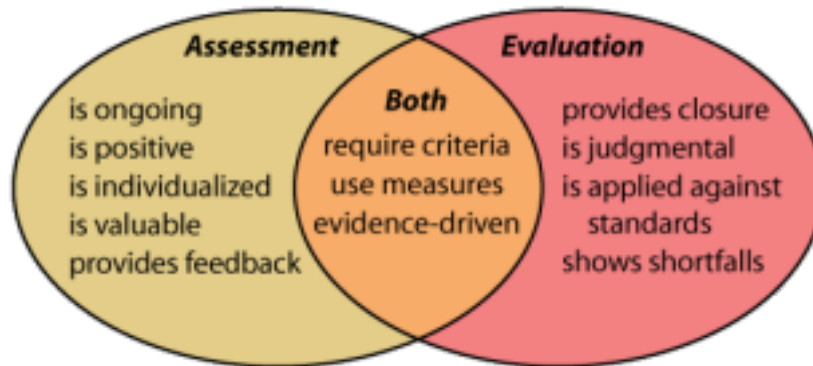 Assessment
is ongoing
is positive
is individualized
is valuable
provides feedback
Both
require criteria
use measures
evidence-driven
Evaluation
provides closure
is judgmental
is applied against
standards
shows shortfalls